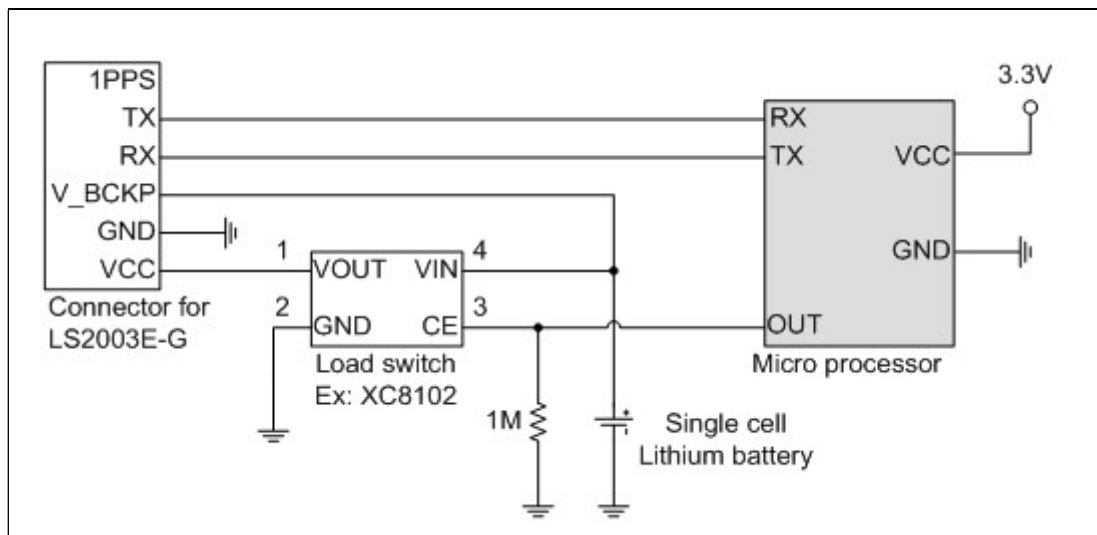 1PPS
TX
RX
V_BCKP
GND
VCC
Connector for
LS2003E-G
1
2
VOUT
GND
VIN
CE
4
3
Load switch
Ex: XC8102
1M
+
-
Single cell
Lithium battery
RX
TX
OUT
VCC
GND
Micro processor
3.3V